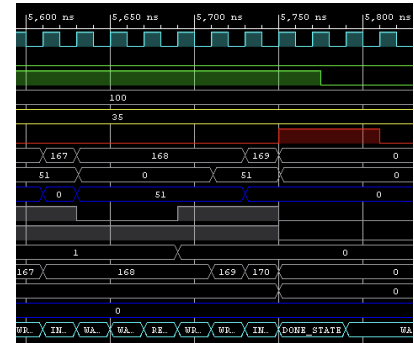 5,600 ns 5,650 ns 5,700 ns 5,750 ns 5,800 ns
100
35
167 168 169 0
51 0 51 0
0 51 0
1 0
167 168 169 170 0
0
0
WR.. IN.. WA.. WA.. RE.. WR.. WR.. IN.. DONE_STATE WA